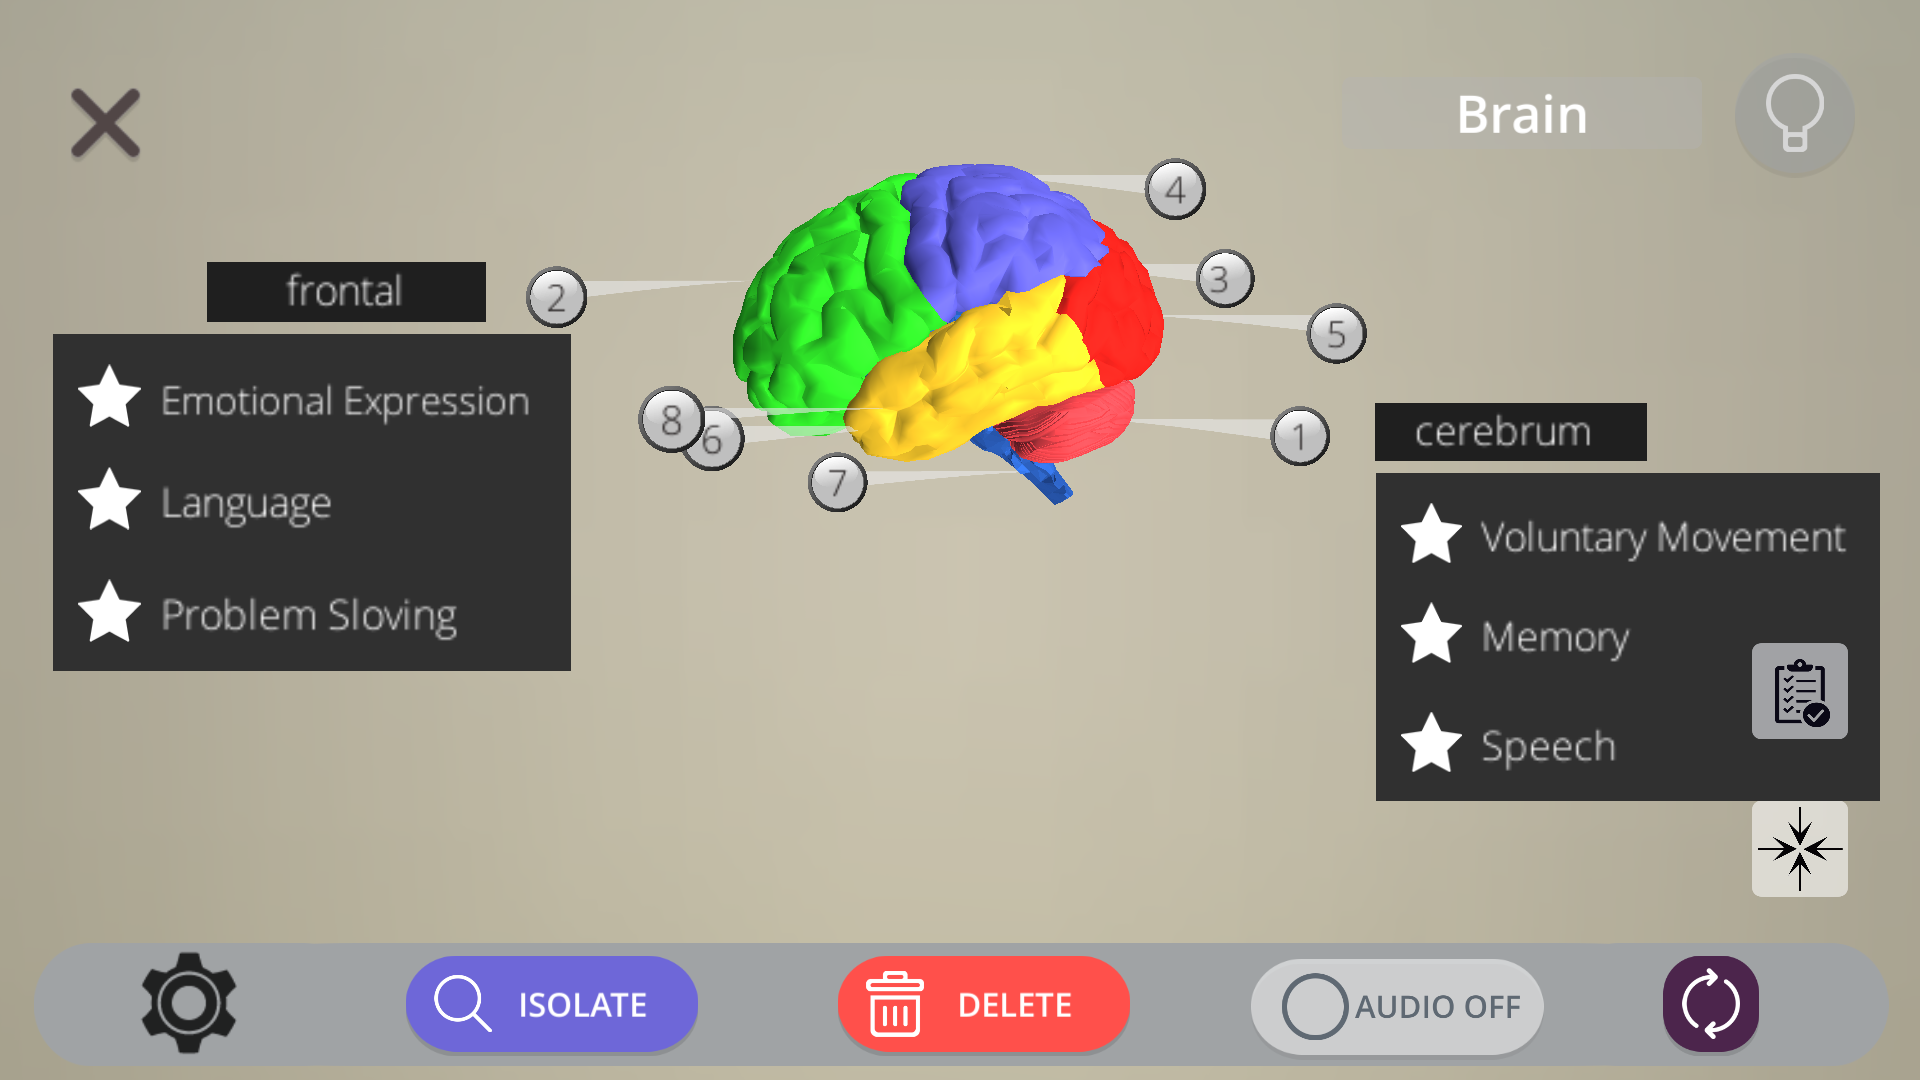 Brain
4
frontal
2
3
5
Emotional Expression
8
6
1
cerebrum
Language
7
Voluntary Movement
Problem Sloving
Memory
Speech
ISOLATE
DELETE
AUDIO OFF